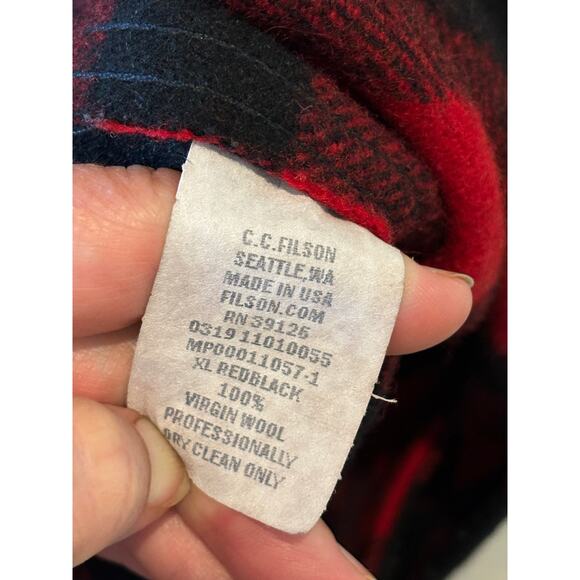 C.C.FILSON
SEATTLE,WA
MADE IN USA
FILSON.COM
RN 39126
0319 11010055
MP00011057-1
XL REDBLACK
100%
VIRGIN WOOL
PROFESSIONALLY
DRY CLEAN ONLY